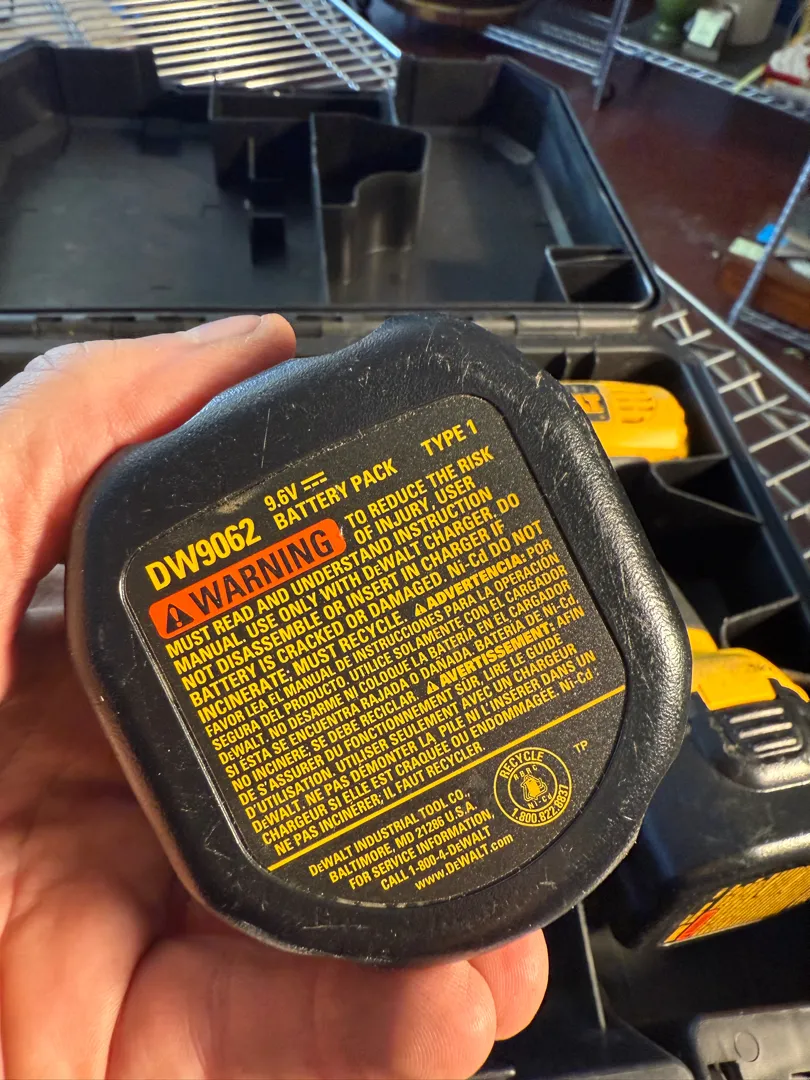 DW9062 9.6V ⎓ TYPE 1
BATTERY PACK
⚠WARNING TO REDUCE THE RISK
OF INJURY, USER
MUST READ AND UNDERSTAND INSTRUCTION
MANUAL. USE ONLY WITH DeWALT CHARGER. DO
NOT DISASSEMBLE OR INSERT IN CHARGER IF
BATTERY IS CRACKED OR DAMAGED. Ni-Cd DO NOT
INCINERATE, MUST RECYCLE. ⚠ADVERTENCIA: POR
FAVOR LEA EL MANUAL DE INSTRUCCIONES PARA LA OPERACIÓN
SEGURA DEL PRODUCTO. UTILICE SOLAMENTE CON EL CARGADOR
DeWALT. NO DESARME NI COLOQUE LA BATERÍA EN EL CARGADOR
SI ÉSTA SE ENCUENTRA RAJADA O DAÑADA. BATERÍA DE Ni-Cd.
NO INCINERE. SE DEBE RECICLAR. ⚠AVERTISSEMENT: AFIN
DE S'ASSURER DU FONCTIONNEMENT SÛR, LIRE LE GUIDE
D'UTILISATION. UTILISER SEULEMENT AVEC UN CHARGEUR
DeWALT. NE PAS DÉMONTER LA PILE NI L'INSÉRER DANS UN
CHARGEUR SI ELLE EST CRAQUÉE OU ENDOMMAGÉE. Ni-Cd
NE PAS INCINÉRER; IL FAUT RECYCLER.
DeWALT INDUSTRIAL TOOL CO.,
BALTIMORE, MD 21286 U.S.A.
FOR SERVICE INFORMATION,
CALL 1-800-4-DeWALT
www.DeWALT.com
RECYCLE
RBRC
Ni-Cd
1.800.822.8837
TP